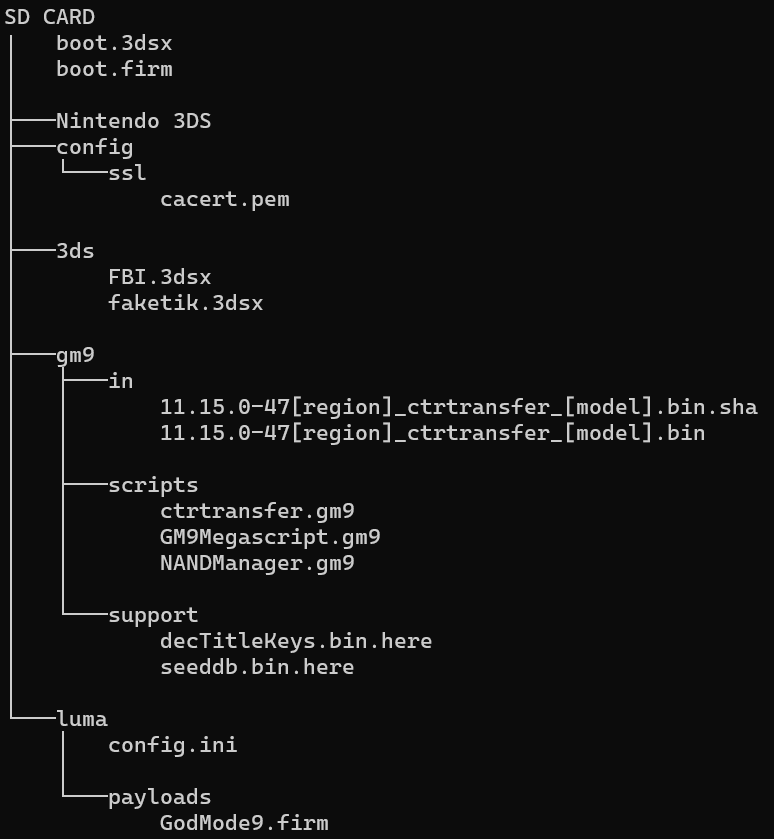 SD CARD
boot.3dsx
boot.firm
Nintendo 3DS
config
ssl
cacert.pem
3ds
FBI.3dsx
faketik.3dsx
gm9
in
11.15.0-47[region]_ctrtransfer_[model].bin.sha
11.15.0-47[region]_ctrtransfer_[model].bin
scripts
ctrtransfer.gm9
GM9Megascript.gm9
NANDManager.gm9
support
decTitleKeys.bin.here
seeddb.bin.here
luma
config.ini
payloads
GodMode9.firm